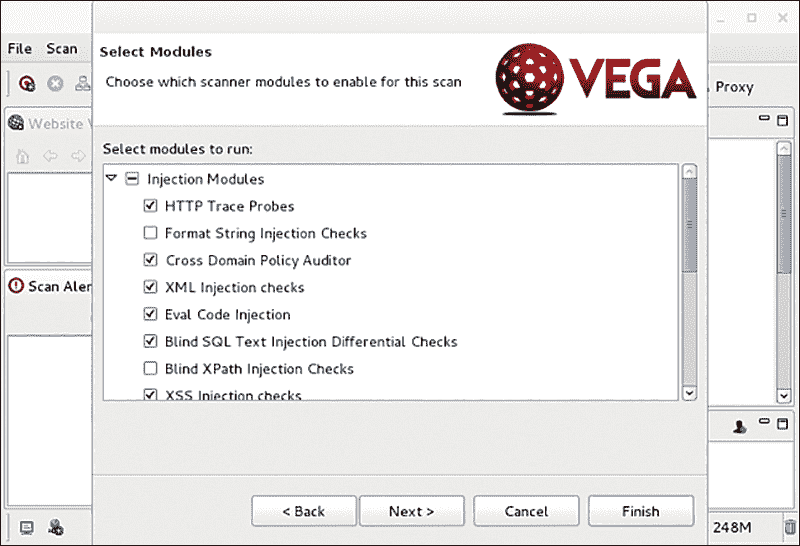 Select Modules
Choose which scanner modules to enable for this scan
VEGA
File Scan
Proxy
Website V
Select modules to run:
Injection Modules
HTTP Trace Probes
Format String Injection Checks
Cross Domain Policy Auditor
XML Injection checks
Eval Code Injection
Blind SQL Text Injection Differential Checks
Blind XPath Injection Checks
XSS Injection checks
Scan Aler
< Back
Next >
Cancel
Finish
248M